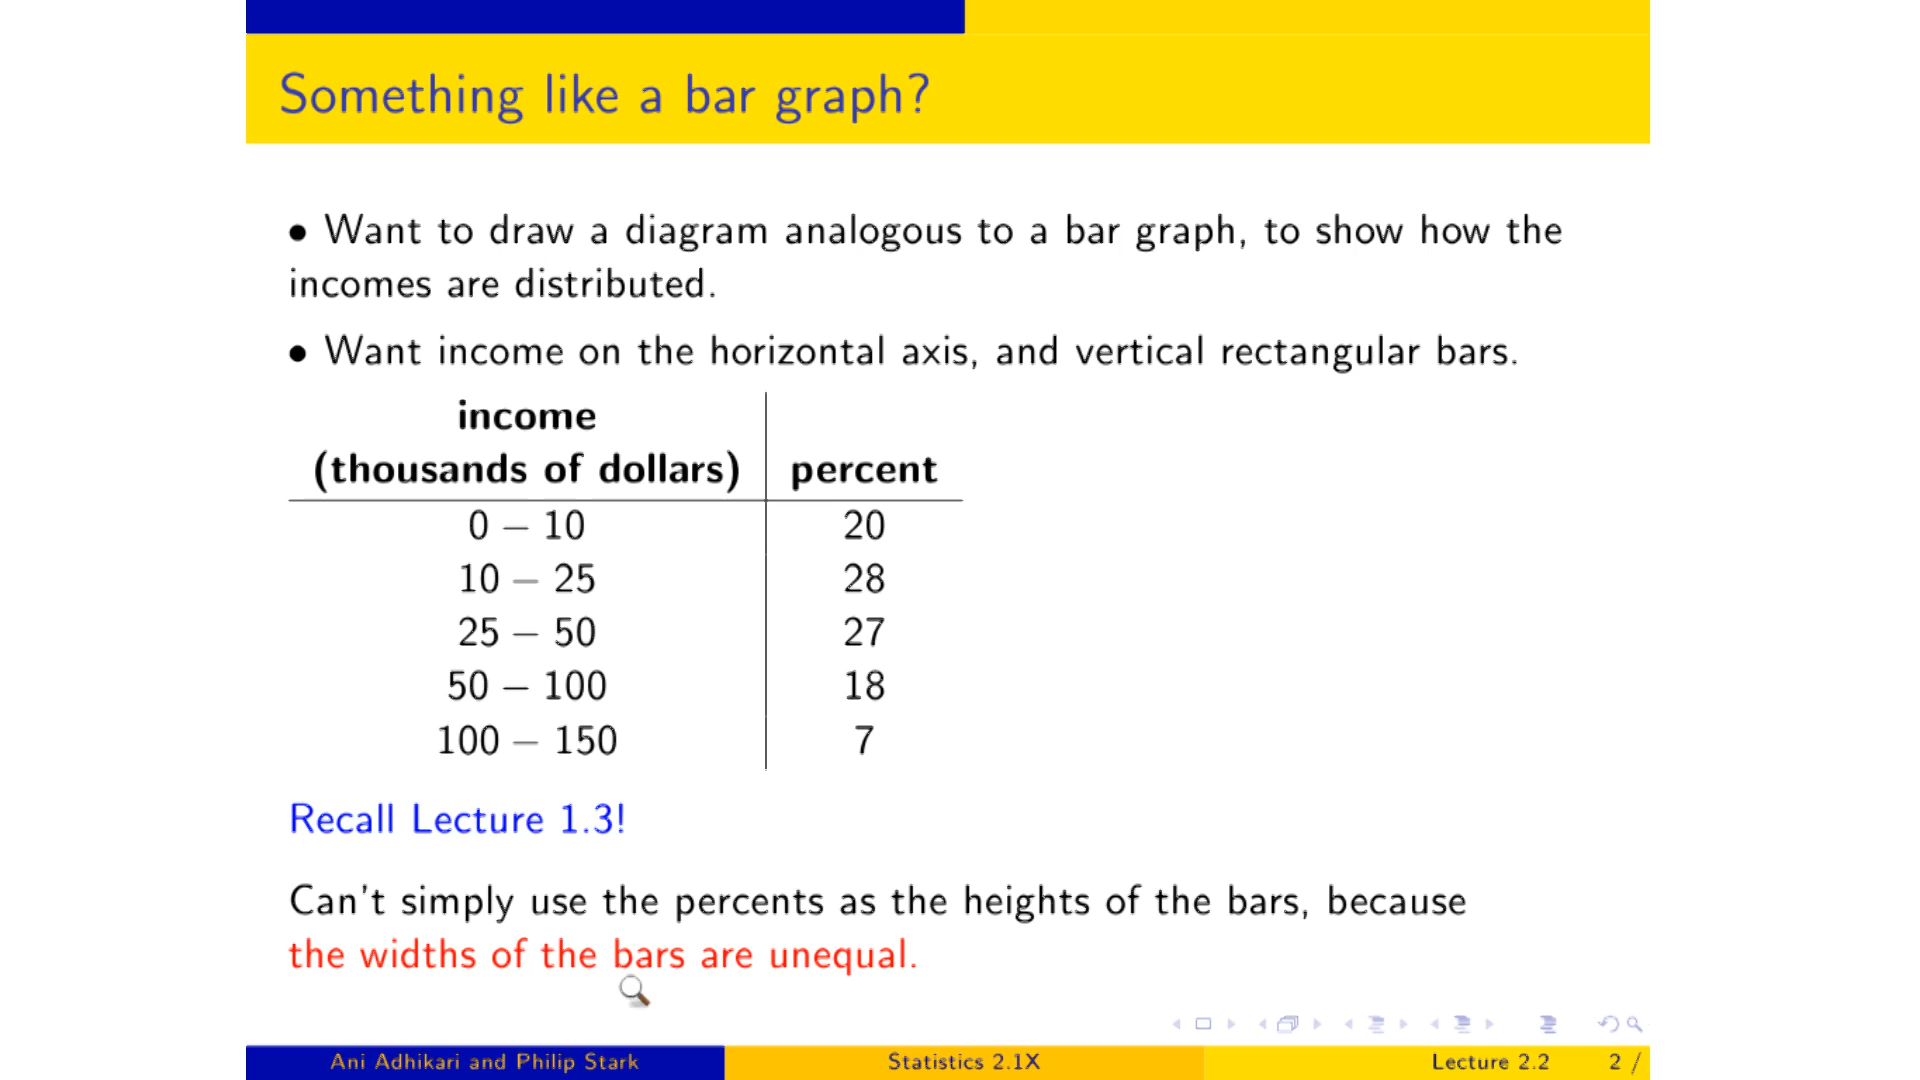 Something like a bar graph?
• Want to draw a diagram analogous to a bar graph, to show how the
incomes are distributed.
• Want income on the horizontal axis, and vertical rectangular bars.
income
(thousands of dollars) percent
0 – 10 20
10 – 25 28
25 – 50 27
50 – 100 18
100 – 150 7
Recall Lecture 1.3!
Can't simply use the percents as the heights of the bars, because
the widths of the bars are unequal.
Ani Adhikari and Philip Stark Statistics 2.1X Lecture 2.2 2 /